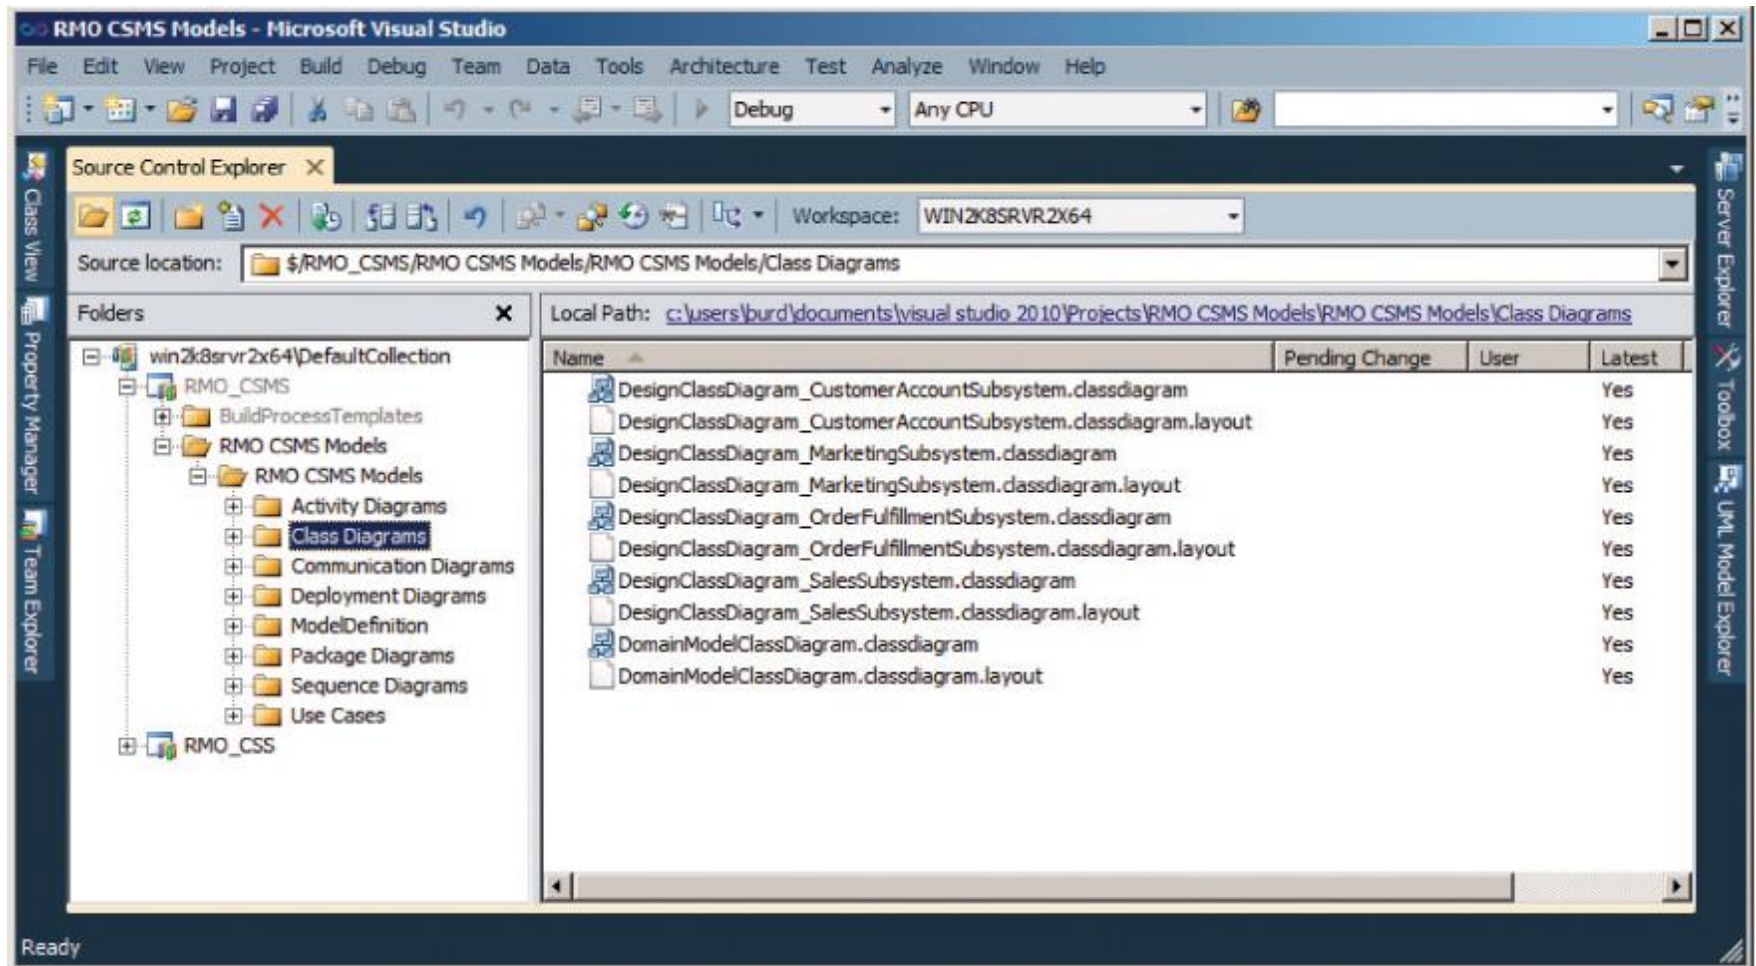 RMO CSMS Models - Microsoft Visual Studio
File Edit View Project Build Debug Team Data Tools Architecture Test Analyze Window Help
Debug Any CPU
Source Control Explorer
Workspace: WIN2K8SRVR2X64
Source location: $/RMO_CSMS/RMO CSMS Models/RMO CSMS Models/Class Diagrams
Folders
Local Path: c:\users\burd\documents\visual studio 2010\Projects\RMO CSMS Models\RMO CSMS Models\Class Diagrams
win2k8srvr2x64\DefaultCollection
RMO_CSMS
BuildProcessTemplates
RMO CSMS Models
RMO CSMS Models
Activity Diagrams
Class Diagrams
Communication Diagrams
Deployment Diagrams
ModelDefinition
Package Diagrams
Sequence Diagrams
Use Cases
RMO_CSS
Name Pending Change User Latest
DesignClassDiagram_CustomerAccountSubsystem.classdiagram Yes
DesignClassDiagram_CustomerAccountSubsystem.classdiagram.layout Yes
DesignClassDiagram_MarketingSubsystem.classdiagram Yes
DesignClassDiagram_MarketingSubsystem.classdiagram.layout Yes
DesignClassDiagram_OrderFulfillmentSubsystem.classdiagram Yes
DesignClassDiagram_OrderFulfillmentSubsystem.classdiagram.layout Yes
DesignClassDiagram_SalesSubsystem.classdiagram Yes
DesignClassDiagram_SalesSubsystem.classdiagram.layout Yes
DomainModelClassDiagram.classdiagram Yes
DomainModelClassDiagram.classdiagram.layout Yes
Class View
Property Manager
Team Explorer
Server Explorer
Toolbox
UML Model Explorer
Ready